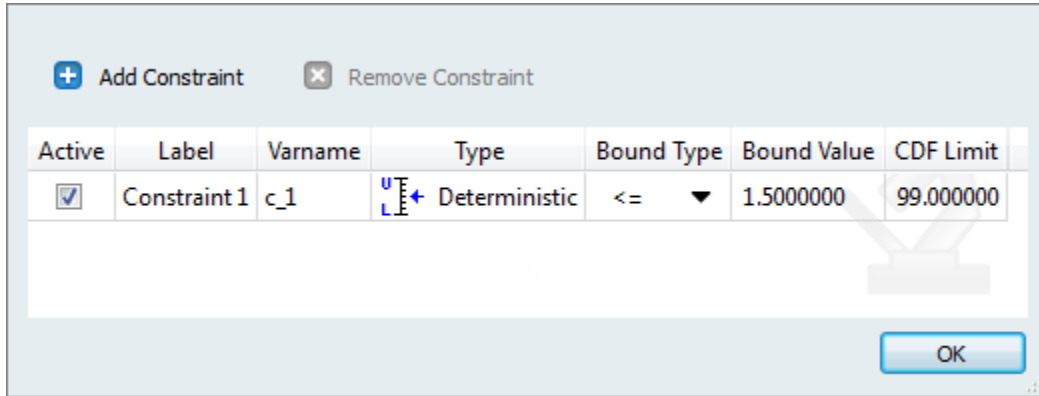 Add Constraint Remove Constraint
Active Label Varname Type Bound Type Bound Value CDF Limit
Constraint 1 c_1 U L Deterministic <= 1.5000000 99.000000
OK